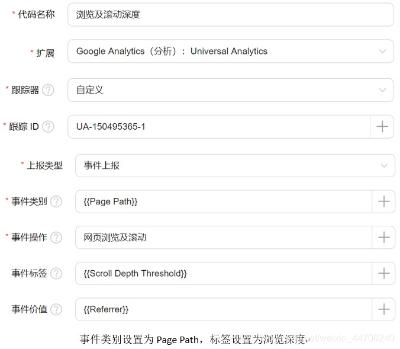 * 代码名称 浏览及滚动深度
* 扩展 Google Analytics（分析）：Universal Analytics
* 跟踪器 ? 自定义
* 跟踪 ID ? UA-150495365-1
* 上报类型 事件上报
* 事件类别 ? {{Page Path}}
* 事件操作 ? 网页浏览及滚动
事件标签 ? {{Scroll Depth Threshold}}
事件价值 ? {{Referrer}}
事件类别设置为 Page Path，标签设置为浏览深度。